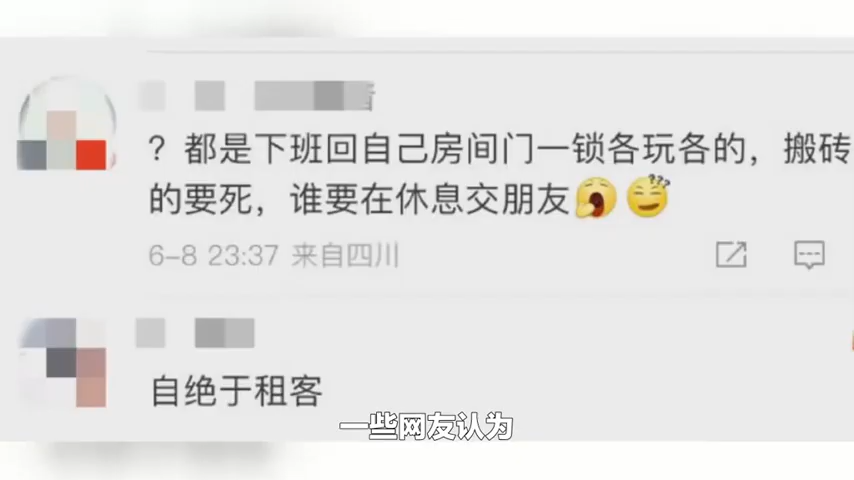 ？都是下班回自己房间门一锁各玩各的，搬砖
的要死，谁要在休息交朋友
6-8 23:37 来自四川
自绝于租客
一些网友认为